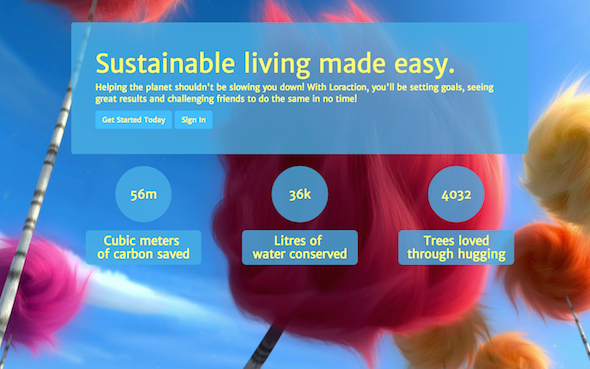 Sustainable living made easy.
Helping the planet shouldn't be slowing you down! With Loraction, you'll be setting goals, seeing
great results and challenging friends to do the same in no time!
Get Started Today Sign In
56m 36k 4032
Cubic meters
of carbon saved
Litres of
water conserved
Trees loved
through hugging